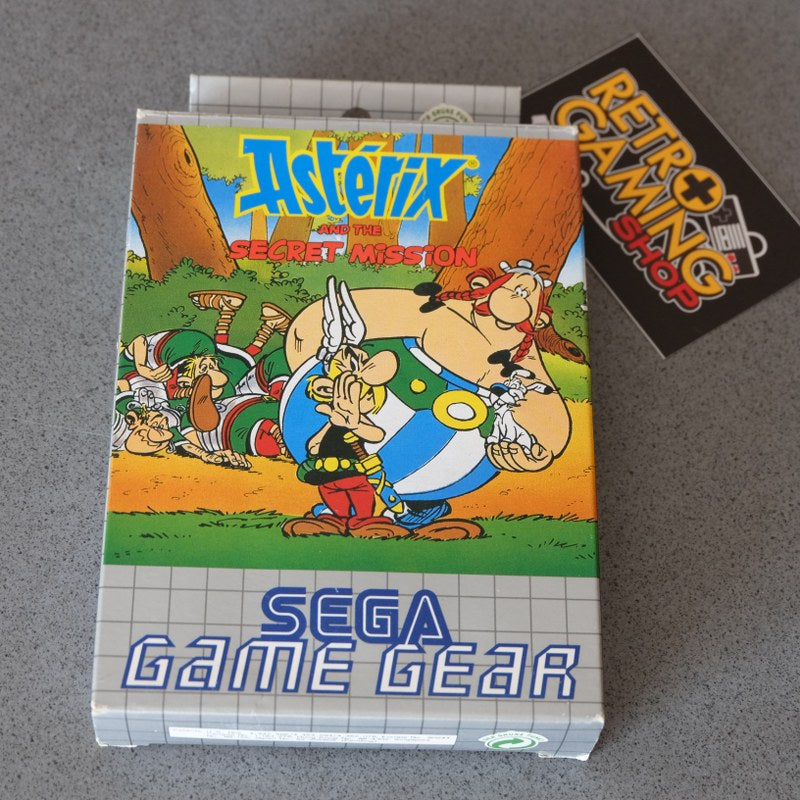 Astérix
AND THE
SECRET MISSION
SEGA
GAME GEAR
RETRO
GAMING
SHOP